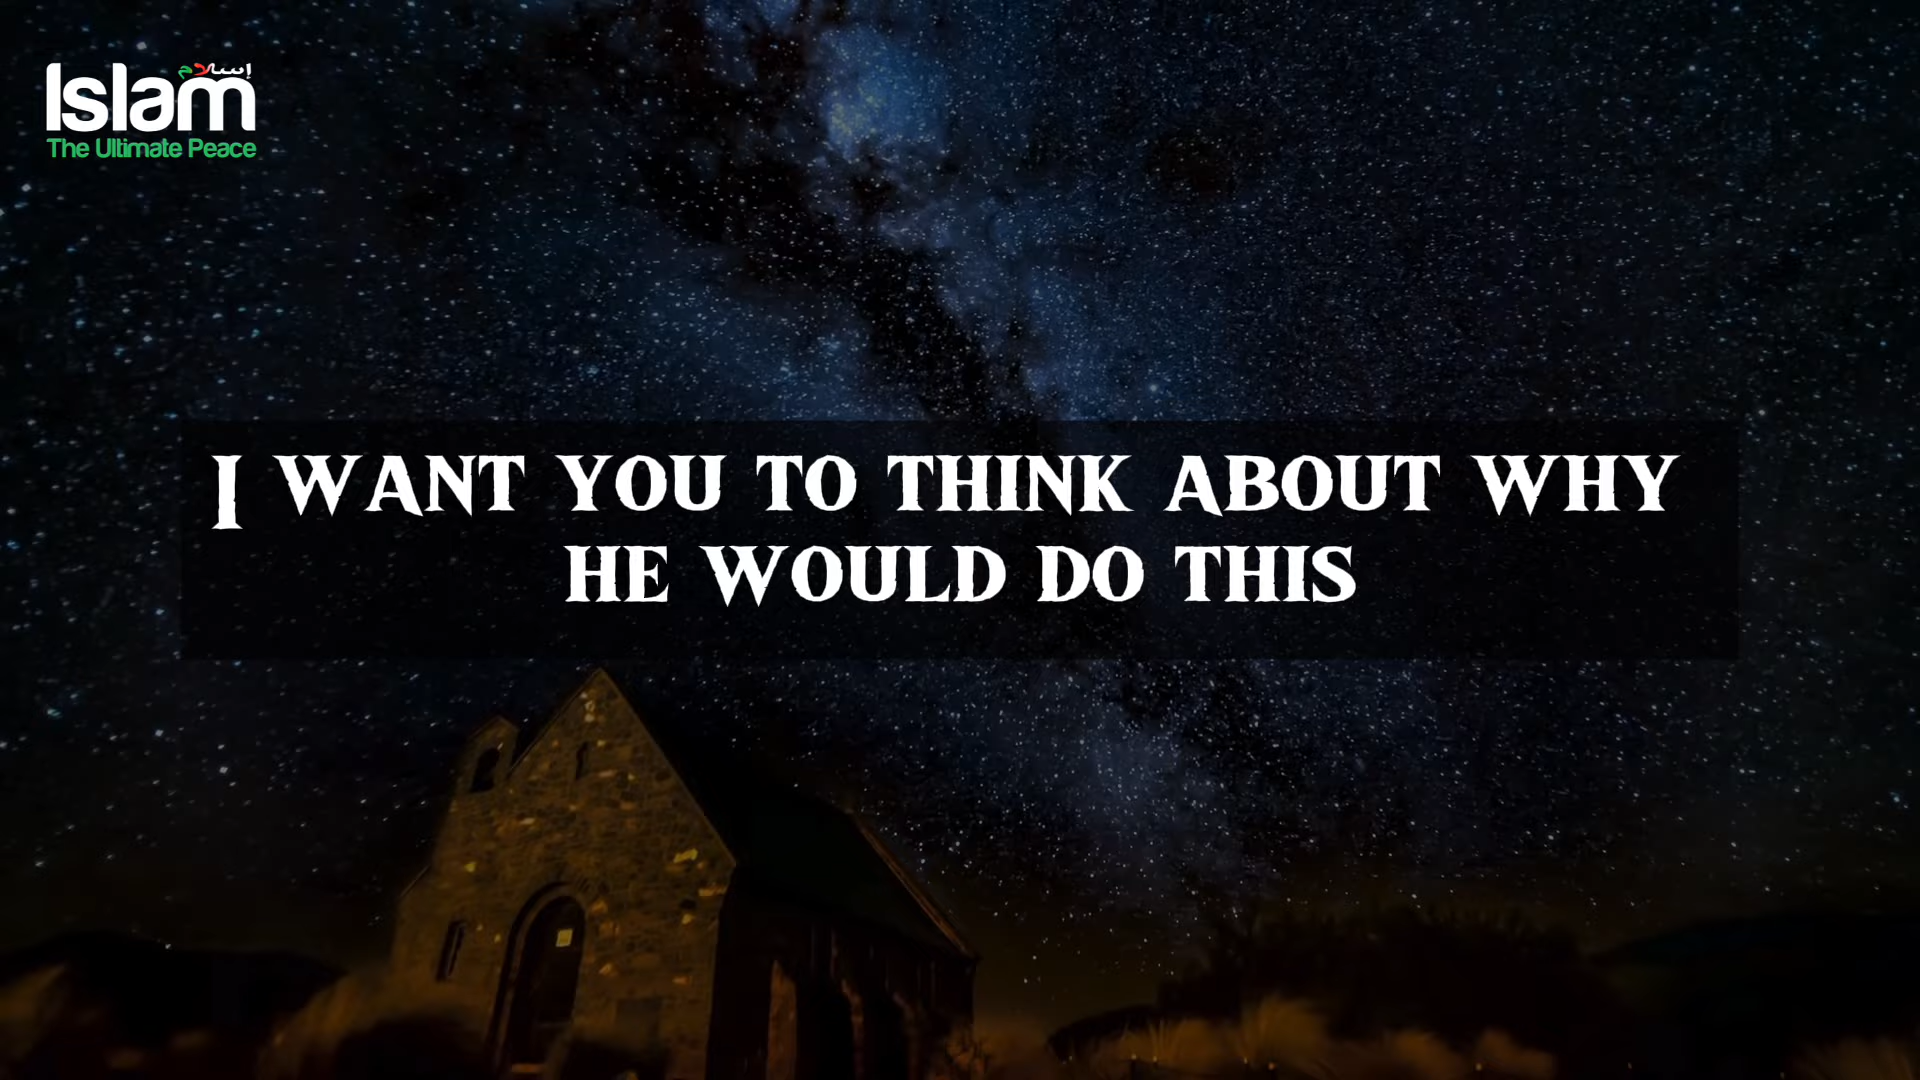 إسلام
Islam
The Ultimate Peace
I WANT YOU TO THINK ABOUT WHY
HE WOULD DO THIS